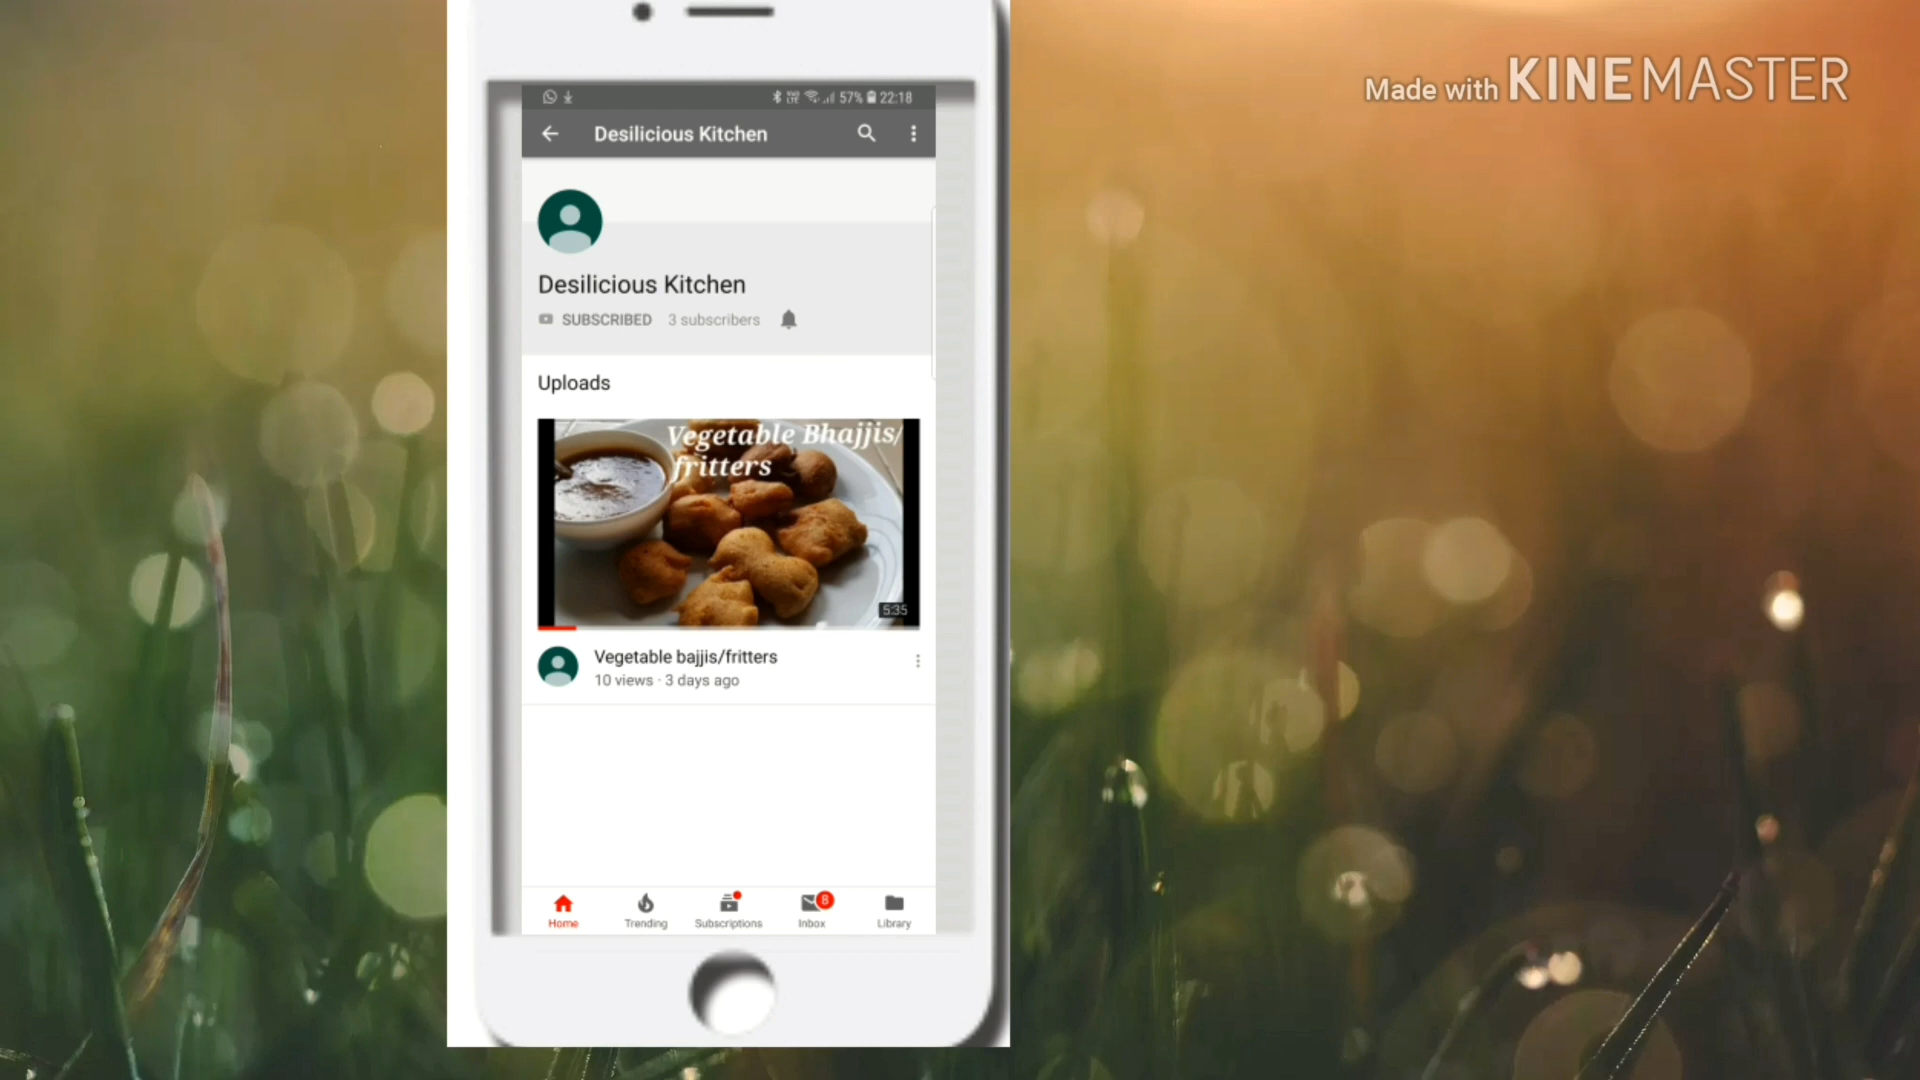 Made with KINEMASTER
57% 22:18
Desilicious Kitchen
Desilicious Kitchen
SUBSCRIBED 3 subscribers
Uploads
Vegetable Bhajjis/
fritters
5:35
Vegetable bajjis/fritters
10 views · 3 days ago
8
Home Trending Subscriptions Inbox Library